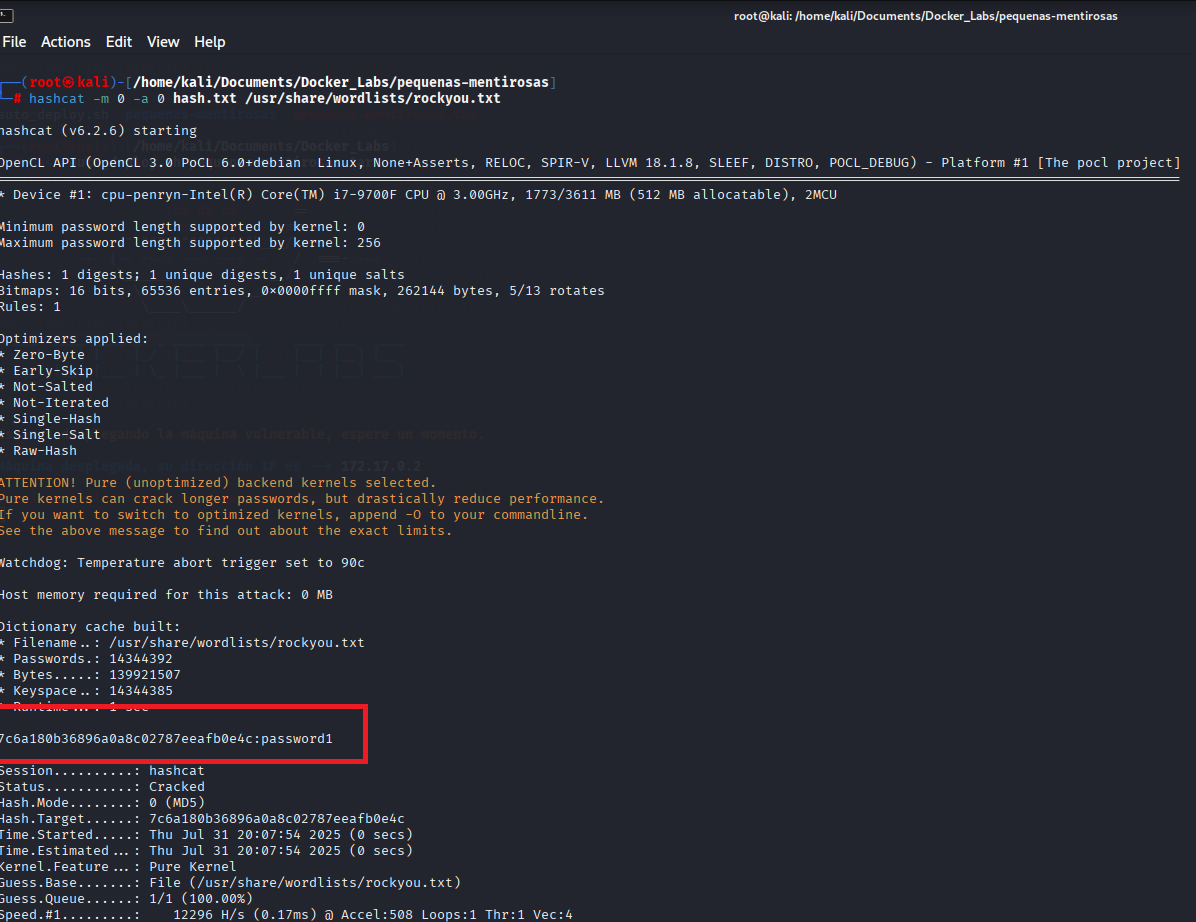 root@kali: /home/kali/Documents/Docker_Labs/pequenas-mentirosas
File Actions Edit View Help
(root㉿kali)-[/home/kali/Documents/Docker_Labs/pequenas-mentirosas]
# hashcat -m 0 -a 0 hash.txt /usr/share/wordlists/rockyou.txt
hashcat (v6.2.6) starting
OpenCL API (OpenCL 3.0 PoCL 6.0+debian  Linux, None+Asserts, RELOC, SPIR-V, LLVM 18.1.8, SLEEF, DISTRO, POCL_DEBUG) - Platform #1 [The pocl project]
* Device #1: cpu-penryn-Intel(R) Core(TM) i7-9700F CPU @ 3.00GHz, 1773/3611 MB (512 MB allocatable), 2MCU
Minimum password length supported by kernel: 0
Maximum password length supported by kernel: 256
Hashes: 1 digests; 1 unique digests, 1 unique salts
Bitmaps: 16 bits, 65536 entries, 0×0000ffff mask, 262144 bytes, 5/13 rotates
Rules: 1
Optimizers applied:
* Zero-Byte
* Early-Skip
* Not-Salted
* Not-Iterated
* Single-Hash
* Single-Salt
* Raw-Hash
172.17.0.2
ATTENTION! Pure (unoptimized) backend kernels selected.
Pure kernels can crack longer passwords, but drastically reduce performance.
If you want to switch to optimized kernels, append -O to your commandline.
See the above message to find out about the exact limits.
Watchdog: Temperature abort trigger set to 90c
Host memory required for this attack: 0 MB
Dictionary cache built:
* Filename..: /usr/share/wordlists/rockyou.txt
* Passwords.: 14344392
* Bytes.....: 139921507
* Keyspace..: 14344385
* Runtime...: 1 sec
7c6a180b36896a0a8c02787eeafb0e4c:password1
Session..........: hashcat
Status...........: Cracked
Hash.Mode........: 0 (MD5)
Hash.Target......: 7c6a180b36896a0a8c02787eeafb0e4c
Time.Started.....: Thu Jul 31 20:07:54 2025 (0 secs)
Time.Estimated...: Thu Jul 31 20:07:54 2025 (0 secs)
Kernel.Feature...: Pure Kernel
Guess.Base.......: File (/usr/share/wordlists/rockyou.txt)
Guess.Queue......: 1/1 (100.00%)
Speed.#1.........:    12296 H/s (0.17ms) @ Accel:508 Loops:1 Thr:1 Vec:4